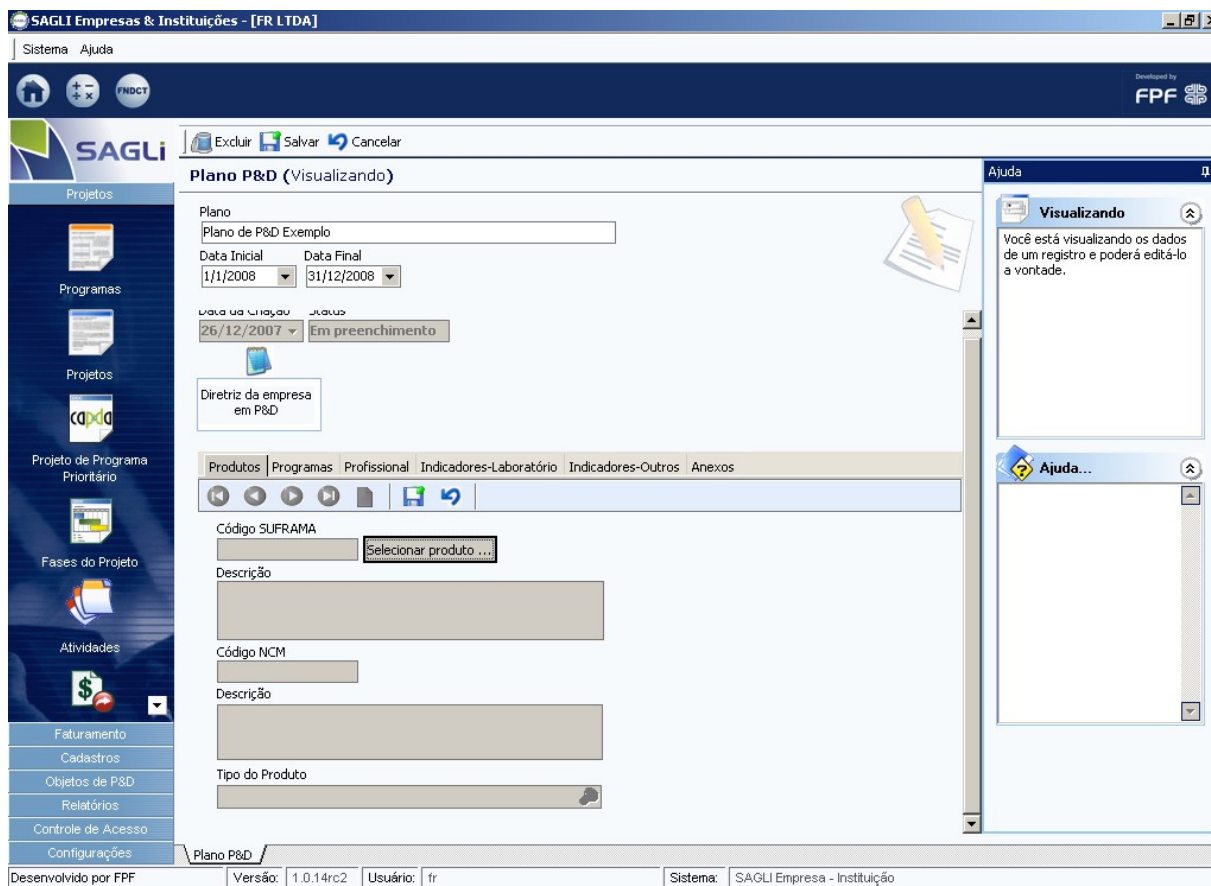 SAGLI Empresas & Instituições - [FR LTDA]
Sistema Ajuda
FNDCT
Developed by
FPF
SAGLi
Excluir Salvar Cancelar
Projetos
Programas
Projetos
capda
Projeto de Programa
Prioritário
Fases do Projeto
Atividades
Faturamento
Cadastros
Objetos de P&D
Relatórios
Controle de Acesso
Configurações
Plano P&D (Visualizando)
Plano
Plano de P&D Exemplo
Data Inicial Data Final
1/1/2008 31/12/2008
Data da Criação Status
26/12/2007 Em preenchimento
Diretriz da empresa
em P&D
Produtos Programas Profissional Indicadores-Laboratório Indicadores-Outros Anexos
Código SUFRAMA
Selecionar produto ...
Descrição
Código NCM
Descrição
Tipo do Produto
Plano P&D
Ajuda
Visualizando
Você está visualizando os dados
de um registro e poderá editá-lo
a vontade.
Ajuda...
Desenvolvido por FPF Versão: 1.0.14rc2 Usuário: fr Sistema: SAGLI Empresa - Instituição